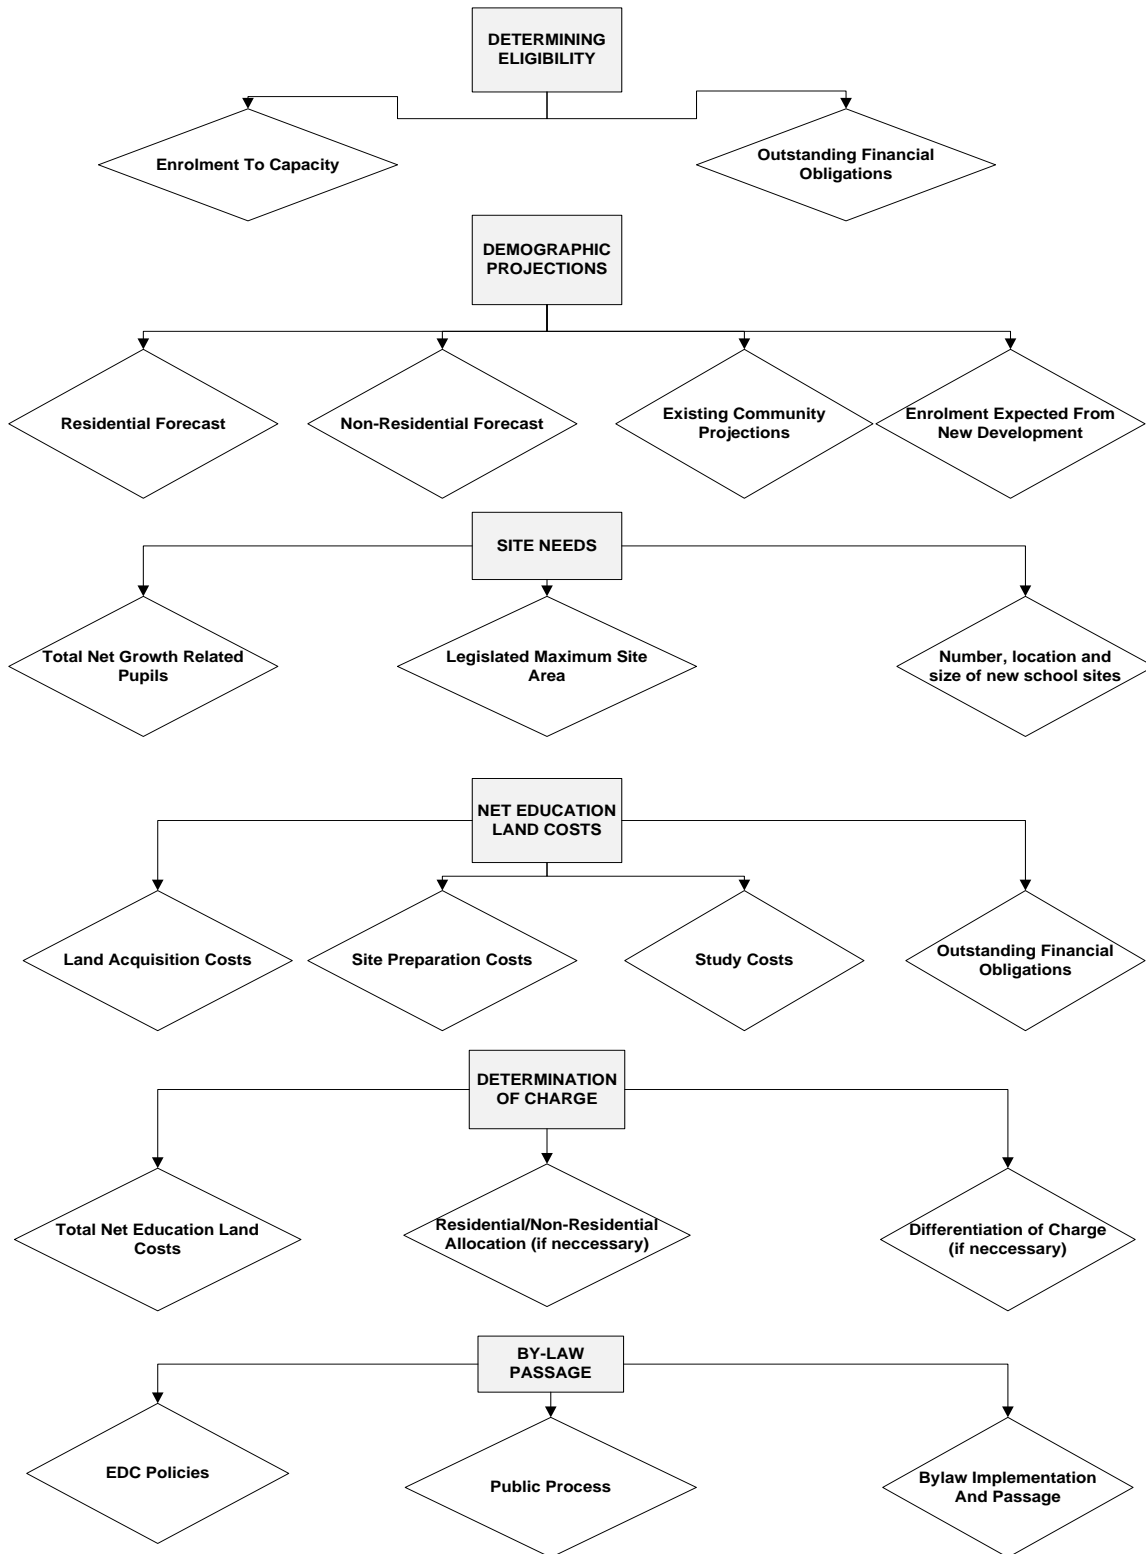 DETERMINING
ELIGIBILITY
Enrolment To Capacity
Outstanding Financial
Obligations
DEMOGRAPHIC
PROJECTIONS
Residential Forecast
Non-Residential Forecast
Existing Community
Projections
Enrolment Expected From
New Development
SITE NEEDS
Total Net Growth Related
Pupils
Legislated Maximum Site
Area
Number, location and
size of new school sites
NET EDUCATION
LAND COSTS
Land Acquisition Costs
Site Preparation Costs
Study Costs
Outstanding Financial
Obligations
DETERMINATION
OF CHARGE
Total Net Education Land
Costs
Residential/Non-Residential
Allocation (if neccessary)
Differentiation of Charge
(if neccessary)
BY-LAW
PASSAGE
EDC Policies
Public Process
Bylaw Implementation
And Passage